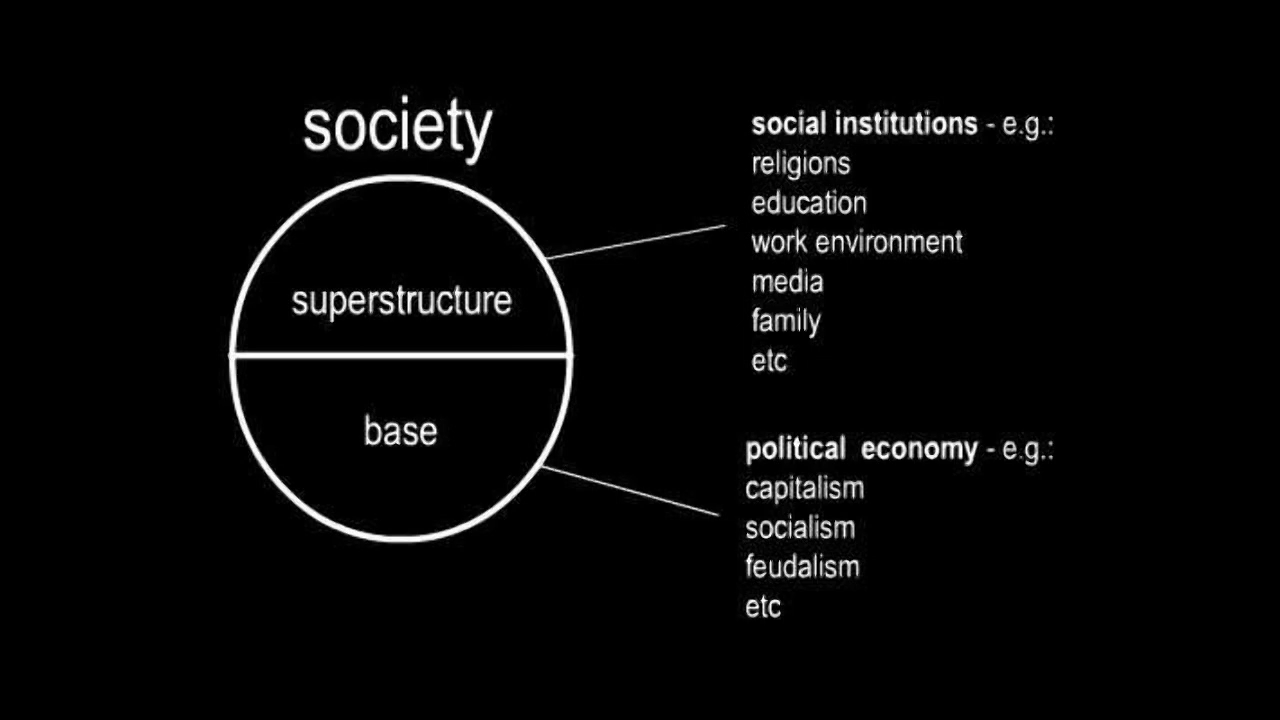 society
superstructure
base
social institutions - e.g.:
religions
education
work environment
media
family
etc
political economy - e.g.:
capitalism
socialism
feudalism
etc